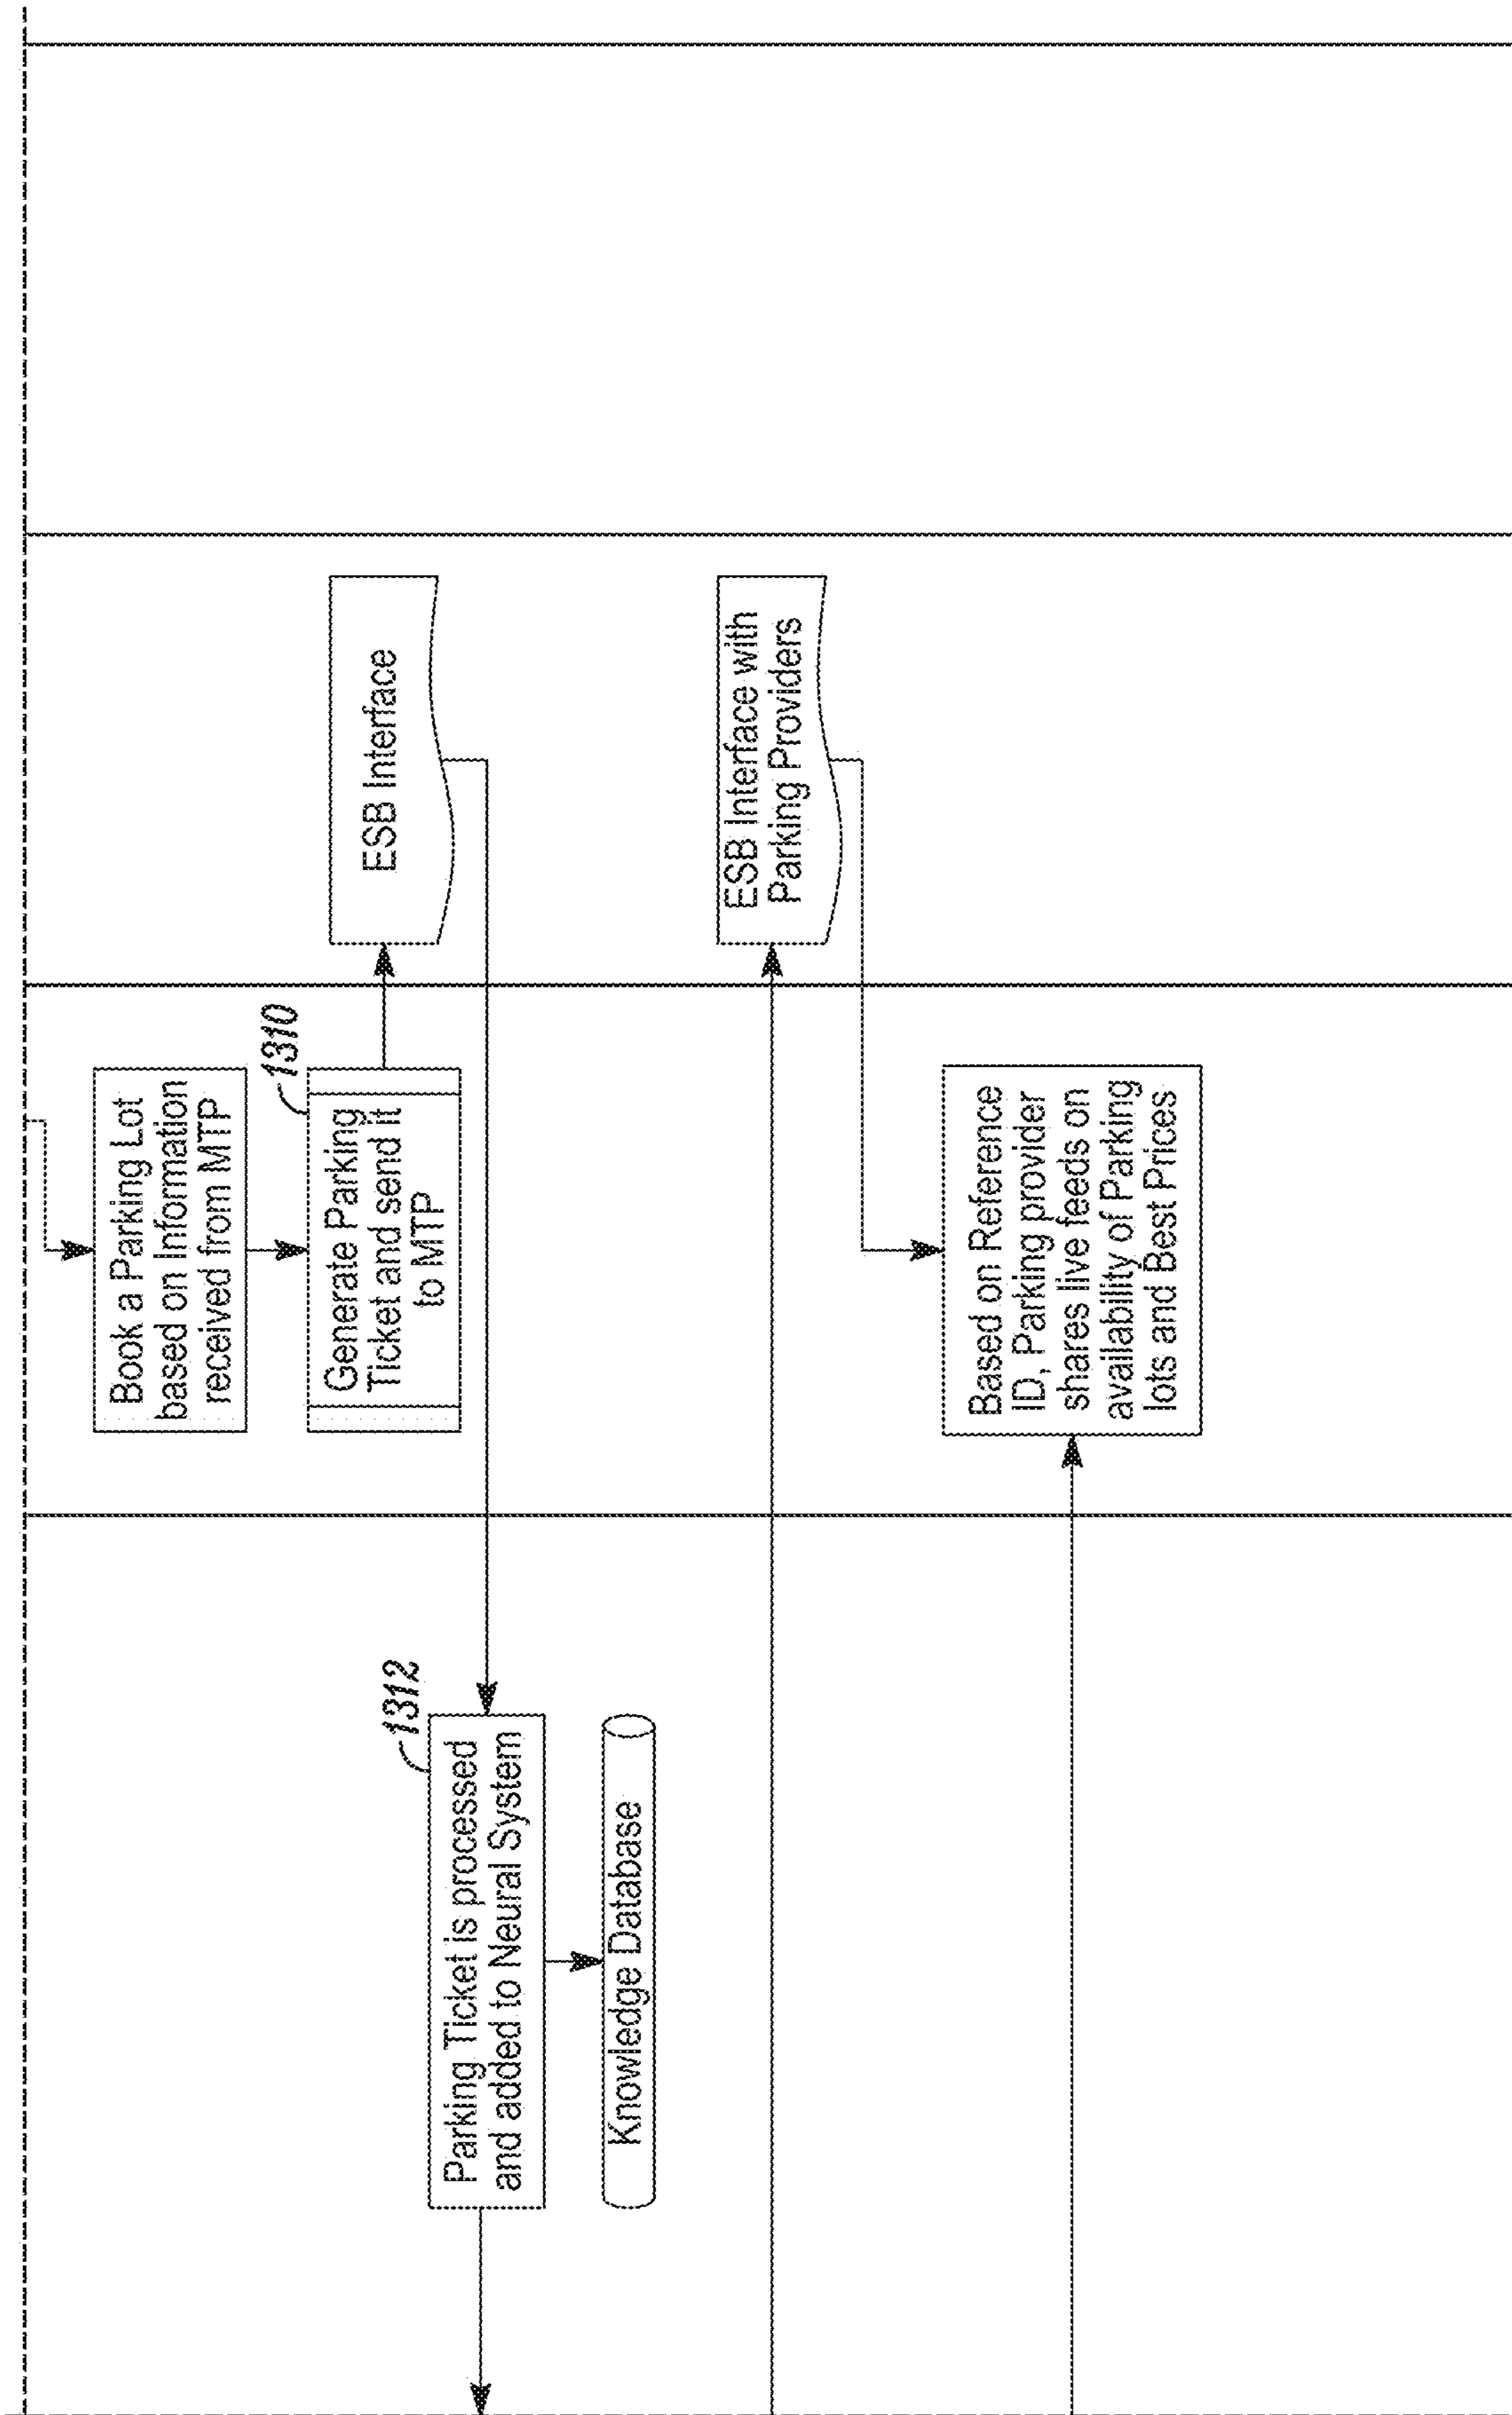 Book a Parking Lot
based on Information
received from MTP
1310
Generate Parking
Ticket and send it
to MTP
ESB Interface
1312
Parking Ticket is processed
and added to Neural System
Knowledge Database
ESB Interface with
Parking Providers
Based on Reference
ID, Parking provider
shares live feeds on
availability of Parking
lots and Best Prices